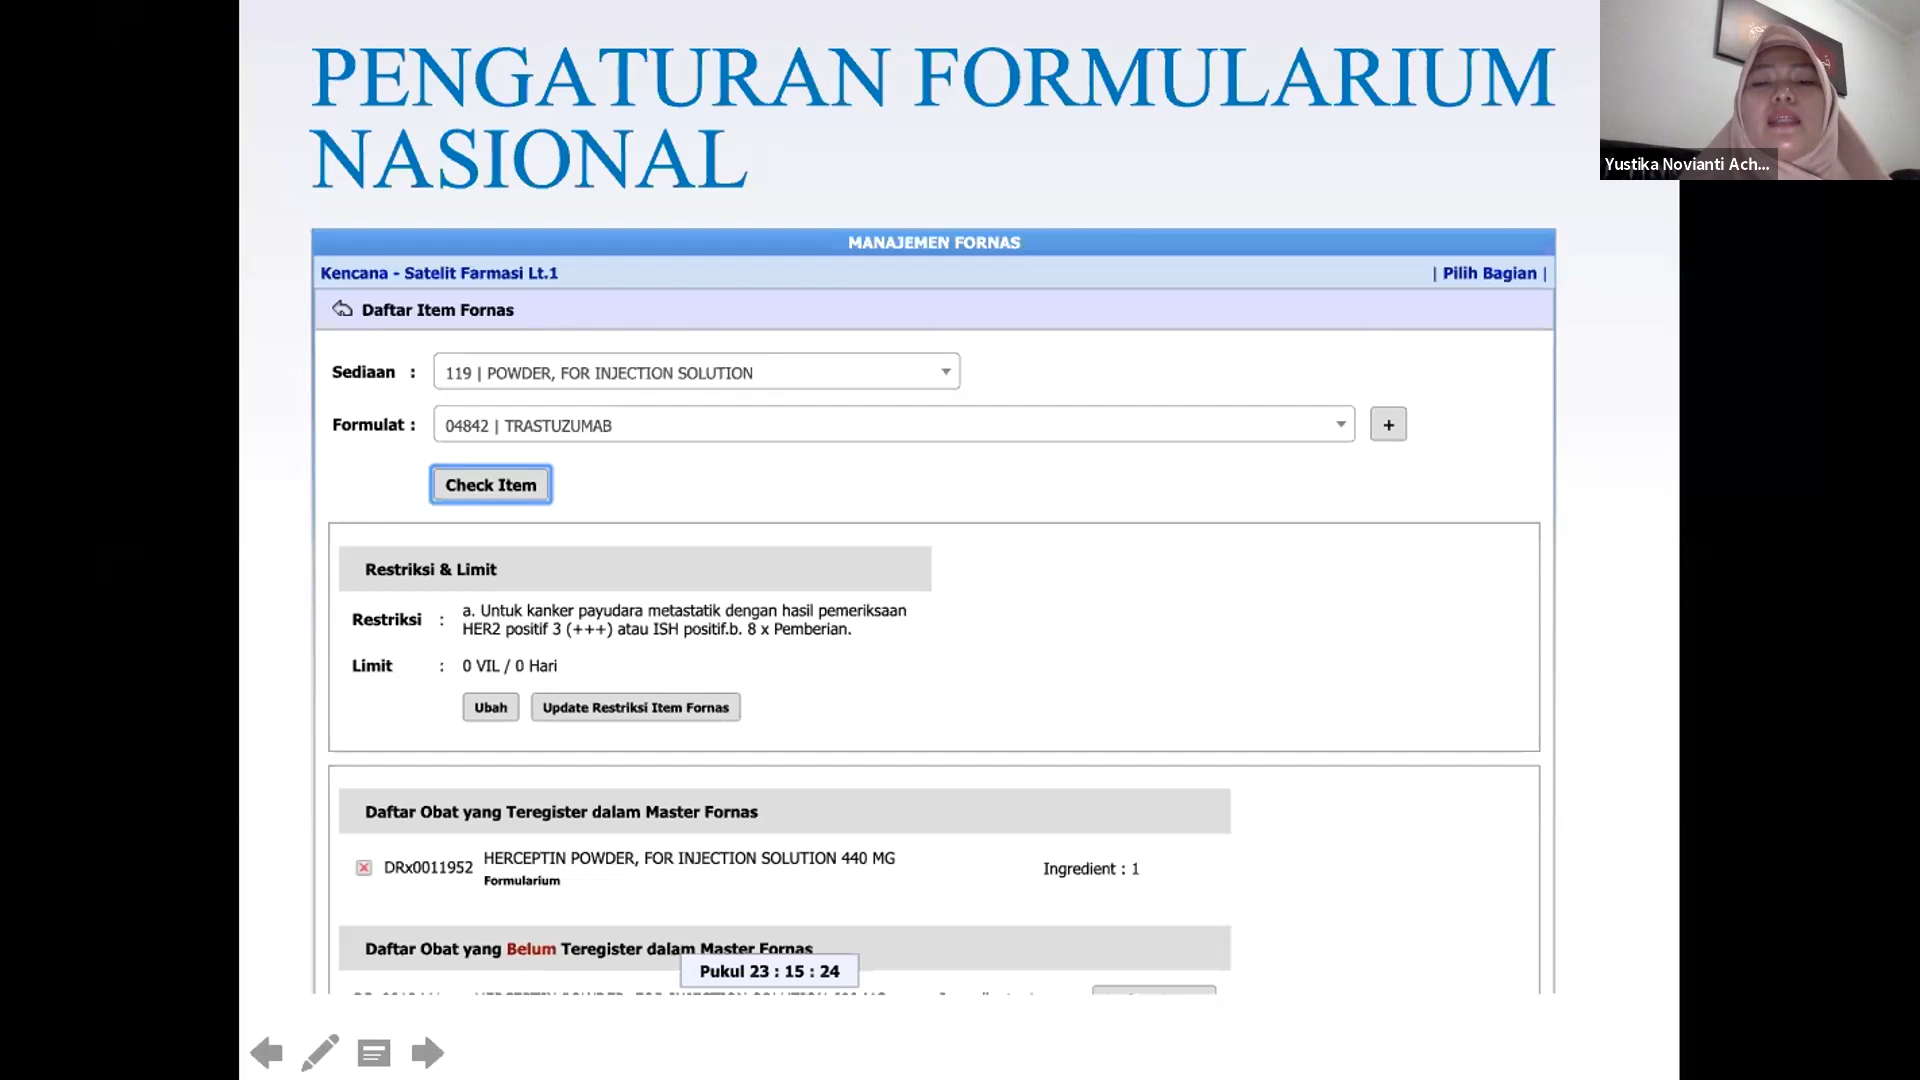 PENGATURAN FORMULARIUM
NASIONAL
Yustika Novianti Ach...
MANAJEMEN FORNAS
Kencana - Satelit Farmasi Lt.1
| Pilih Bagian |
Daftar Item Fornas
Sediaan : 119 | POWDER, FOR INJECTION SOLUTION
Formulat : 04842 | TRASTUZUMAB +
Check Item
Restriksi & Limit
Restriksi : a. Untuk kanker payudara metastatik dengan hasil pemeriksaan
HER2 positif 3 (+++) atau ISH positif.b. 8 x Pemberian.
Limit : 0 VIL / 0 Hari
Ubah Update Restriksi Item Fornas
Daftar Obat yang Teregister dalam Master Fornas
DRx0011952 HERCEPTIN POWDER, FOR INJECTION SOLUTION 440 MG Ingredient : 1
Formularium
Daftar Obat yang Belum Teregister dalam Master Fornas
Pukul 23 : 15 : 24